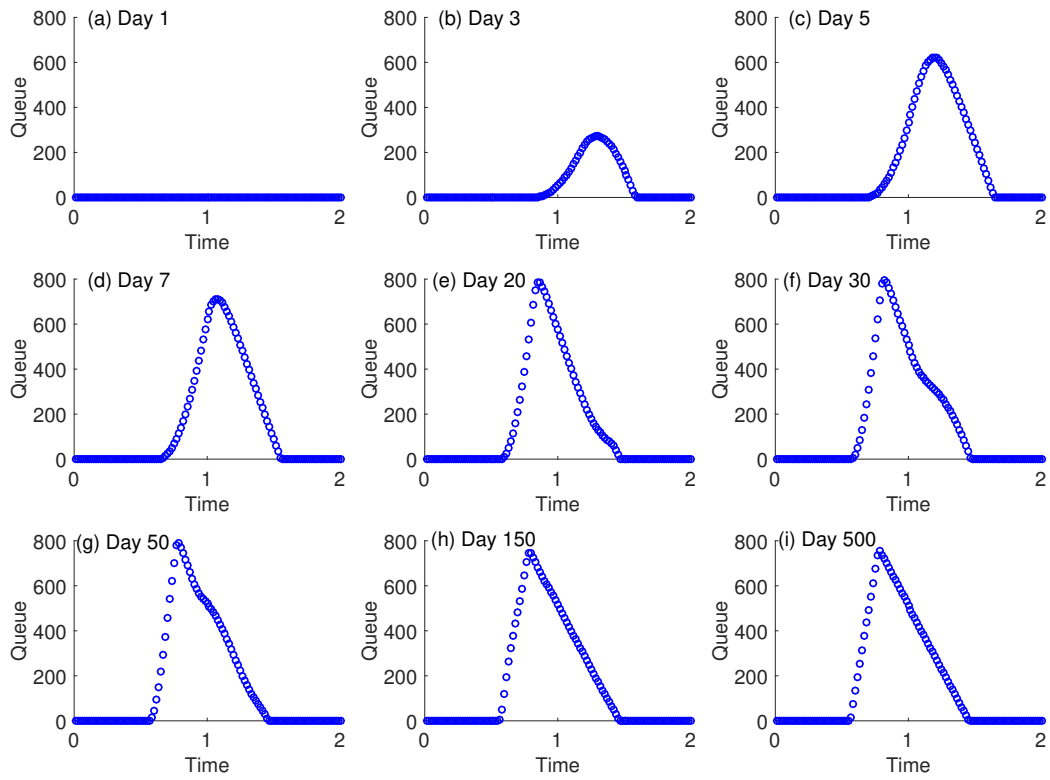 (a) Day 1
800
600
400
200
0
Queue
0 1 2
Time
(b) Day 3
800
600
400
200
0
Queue
0 1 2
Time
(c) Day 5
800
600
400
200
0
Queue
0 1 2
Time
(d) Day 7
800
600
400
200
0
Queue
0 1 2
Time
(e) Day 20
800
600
400
200
0
Queue
0 1 2
Time
(f) Day 30
800
600
400
200
0
Queue
0 1 2
Time
(g) Day 50
800
600
400
200
0
Queue
0 1 2
Time
(h) Day 150
800
600
400
200
0
Queue
0 1 2
Time
(i) Day 500
800
600
400
200
0
Queue
0 1 2
Time